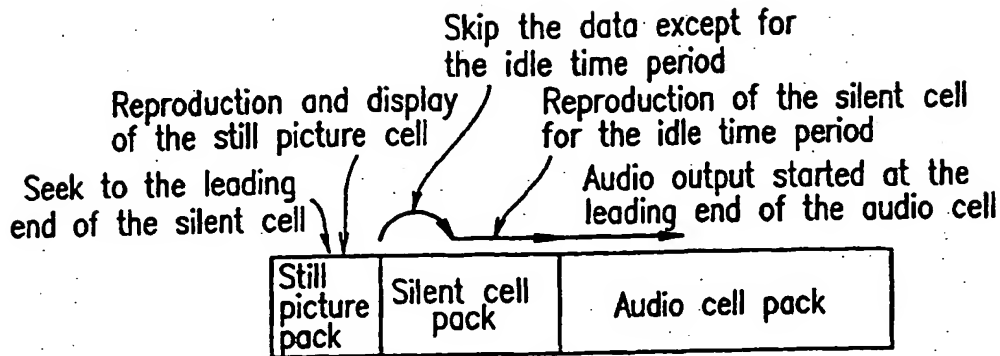 Skip the data except for
the idle time period
Reproduction and display
of the still picture cell
Reproduction of the silent cell
for the idle time period
Seek to the leading
end of the silent cell
Audio output started at the
leading end of the audio cell
Still
picture
pack
Silent cell
pack
Audio cell pack